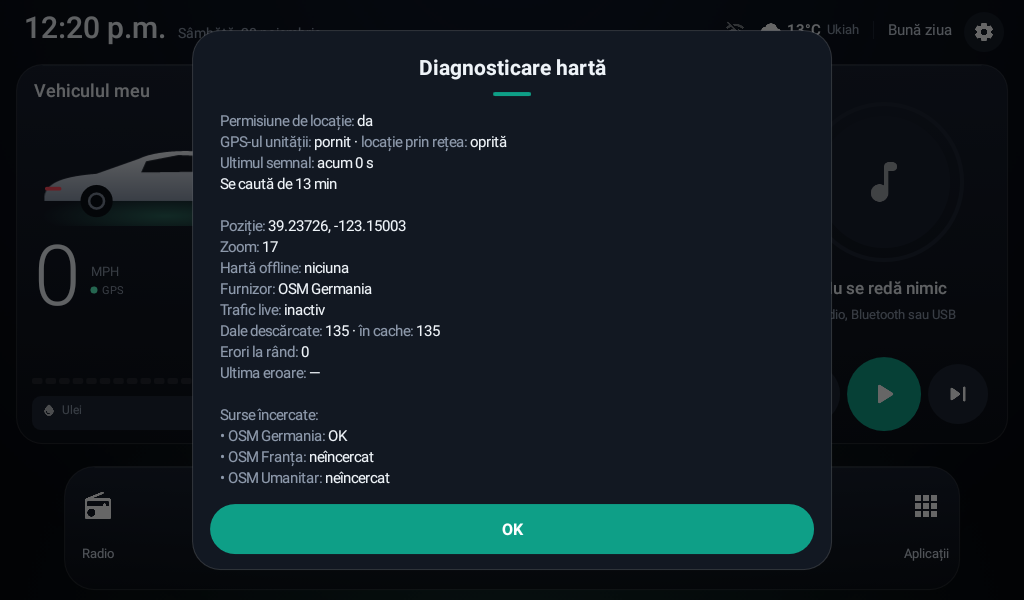 12:20 p.m.
13°C Ukiah
Bună ziua
Diagnosticare hartă
Vehiculul meu
Permisiune de locație: da
GPS-ul unității: pornit · locație prin rețea: oprită
Ultimul semnal: acum 0 s
Se caută de 13 min
Poziție: 39.23726, -123.15003
Zoom: 17
Hartă offline: niciuna
Furnizor: OSM Germania
Trafic live: inactiv
Dale descărcate: 135 · în cache: 135
Erori la rând: 0
Ultima eroare: —
Surse încercate:
• OSM Germania: OK
• OSM Franța: neîncercat
• OSM Umanitar: neîncercat
OK
0
MPH
GPS
Ulei
u se redă nimic
dio, Bluetooth sau USB
Radio
Aplicații